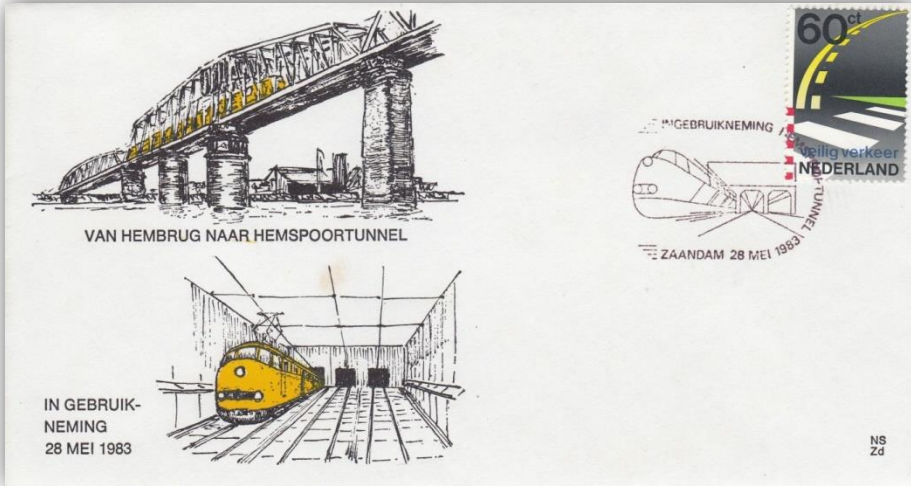 VAN HEMBRUG NAAR HEMSPOORTUNNEL
IN GEBRUIK-
NEMING
28 MEI 1983
60ct
veilig verkeer
NEDERLAND
INGEBRUIKNEMING
-TUNNEL
ZAANDAM 28 MEI 1983
NS
Zd